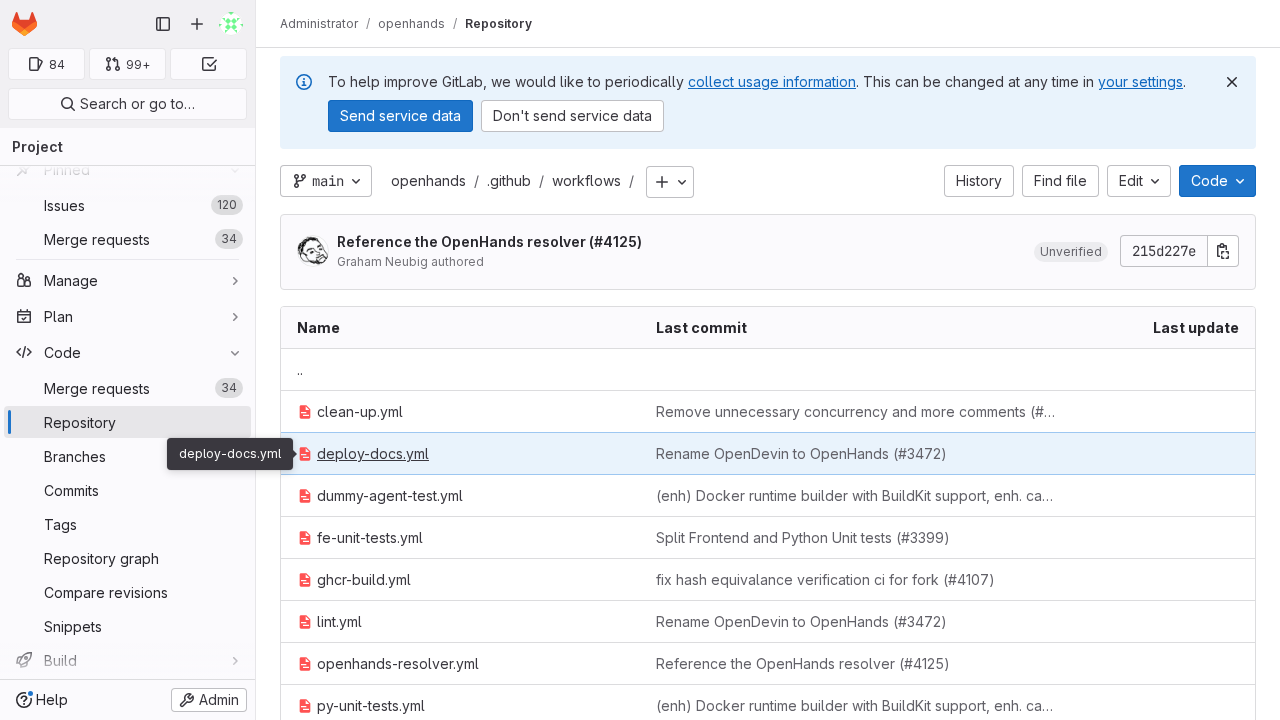 Administrator / openhands / Repository
84
99+
Search or go to…
Project
Pinned
Issues 120
Merge requests 34
Manage
Plan
Code
Merge requests 34
Repository
Branches
Commits
Tags
Repository graph
Compare revisions
Snippets
Build
Help
Admin
To help improve GitLab, we would like to periodically collect usage information. This can be changed at any time in your settings.
Send service data
Don't send service data
main
openhands / .github / workflows /
History
Find file
Edit
Code
Reference the OpenHands resolver (#4125)
Graham Neubig authored
Unverified
215d227e
Name Last commit Last update
..
clean-up.yml Remove unnecessary concurrency and more comments (#…
deploy-docs.yml
deploy-docs.yml Rename OpenDevin to OpenHands (#3472)
dummy-agent-test.yml (enh) Docker runtime builder with BuildKit support, enh. ca…
fe-unit-tests.yml Split Frontend and Python Unit tests (#3399)
ghcr-build.yml fix hash equivalance verification ci for fork (#4107)
lint.yml Rename OpenDevin to OpenHands (#3472)
openhands-resolver.yml Reference the OpenHands resolver (#4125)
py-unit-tests.yml (enh) Docker runtime builder with BuildKit support, enh. ca…